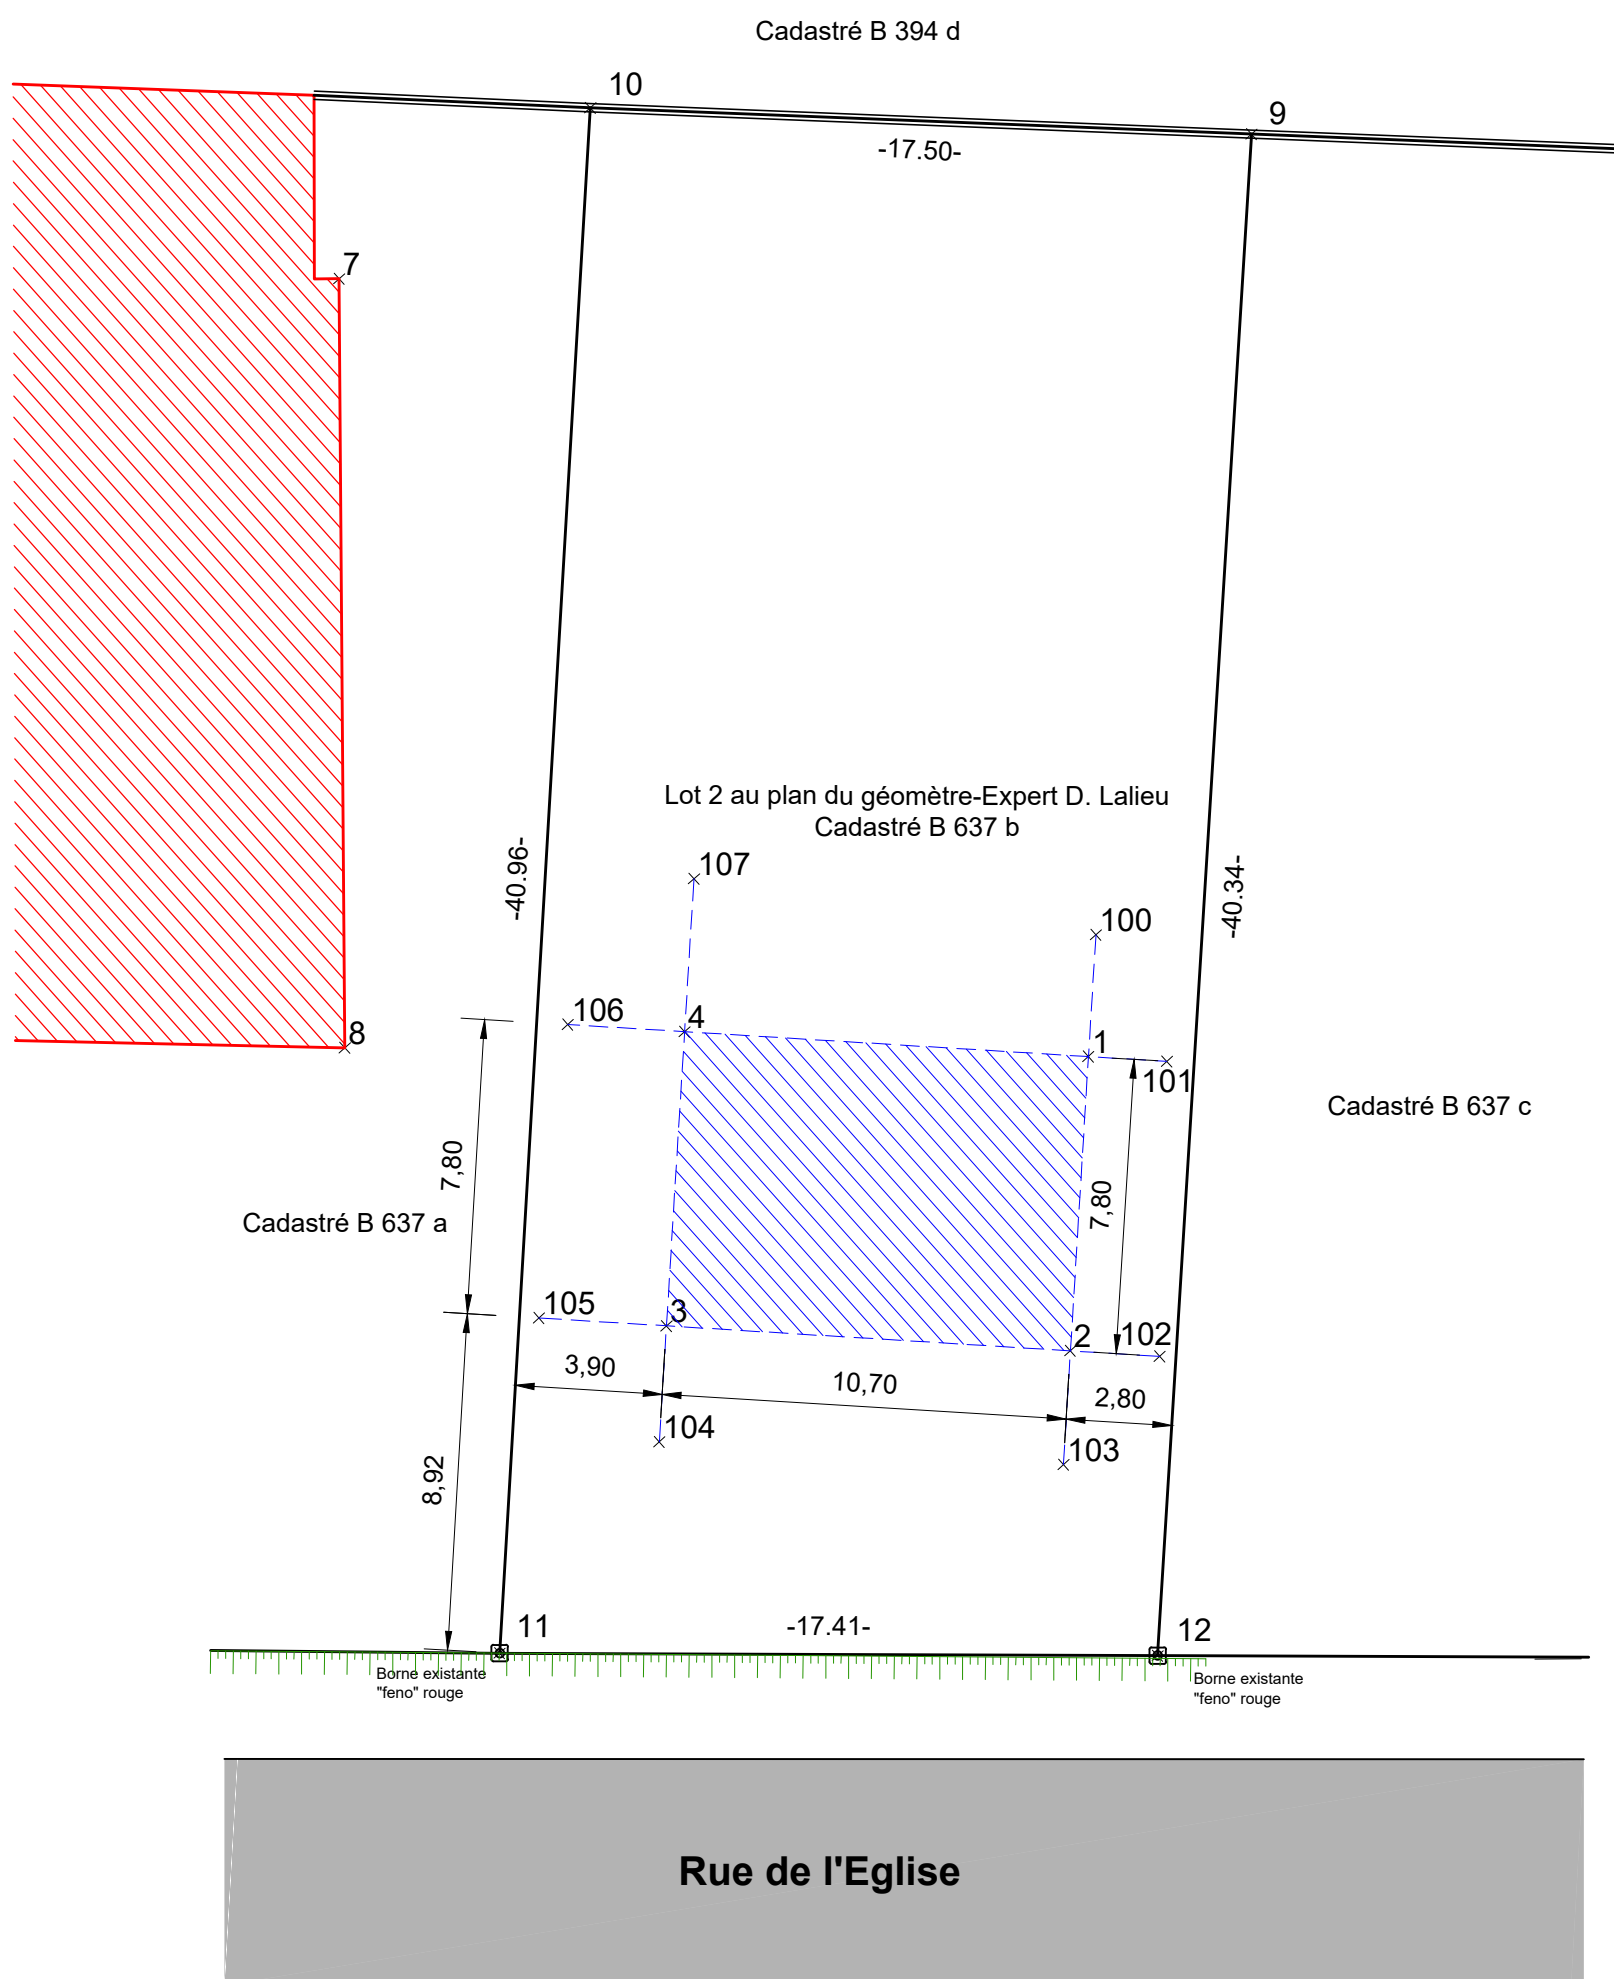 Cadastré B 394 d
10
9
-17.50-
7
Lot 2 au plan du géomètre-Expert D. Lalieu
Cadastré B 637 b
-40.96-
-40.34-
107
100
106
4
8
1
101
Cadastré B 637 c
7,80
7,80
Cadastré B 637 a
105
3
2
102
3,90
10,70
2,80
104
103
8,92
11
-17.41-
12
Borne existante
"feno" rouge
Borne existante
"feno" rouge
Rue de l'Eglise